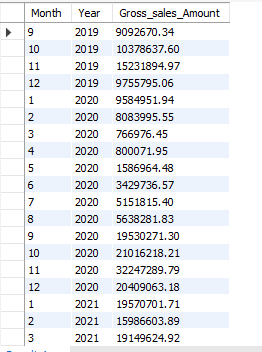 Month Year Gross_sales_Amount
9 2019 9092670.34
10 2019 10378637.60
11 2019 15231894.97
12 2019 9755795.06
1 2020 9584951.94
2 2020 8083995.55
3 2020 766976.45
4 2020 800071.95
5 2020 1586964.48
6 2020 3429736.57
7 2020 5151815.40
8 2020 5638281.83
9 2020 19530271.30
10 2020 21016218.21
11 2020 32247289.79
12 2020 20409063.18
1 2021 19570701.71
2 2021 15986603.89
3 2021 19149624.92